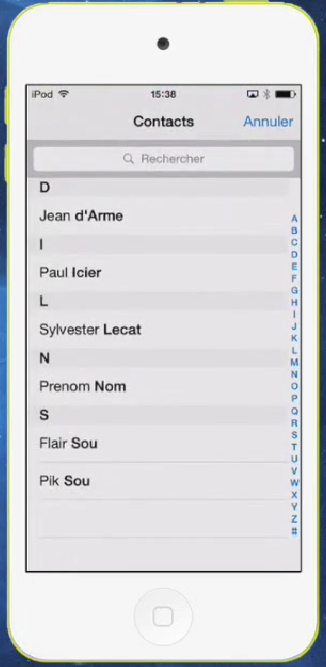 iPod 15:38
Contacts Annuler
Rechercher
D
Jean d'Arme
I
Paul Icier
L
Sylvester Lecat
N
Prenom Nom
S
Flair Sou
Pik Sou
A
B
C
D
E
F
G
H
I
J
K
L
M
N
O
P
Q
R
S
T
U
V
W
X
Y
Z
#